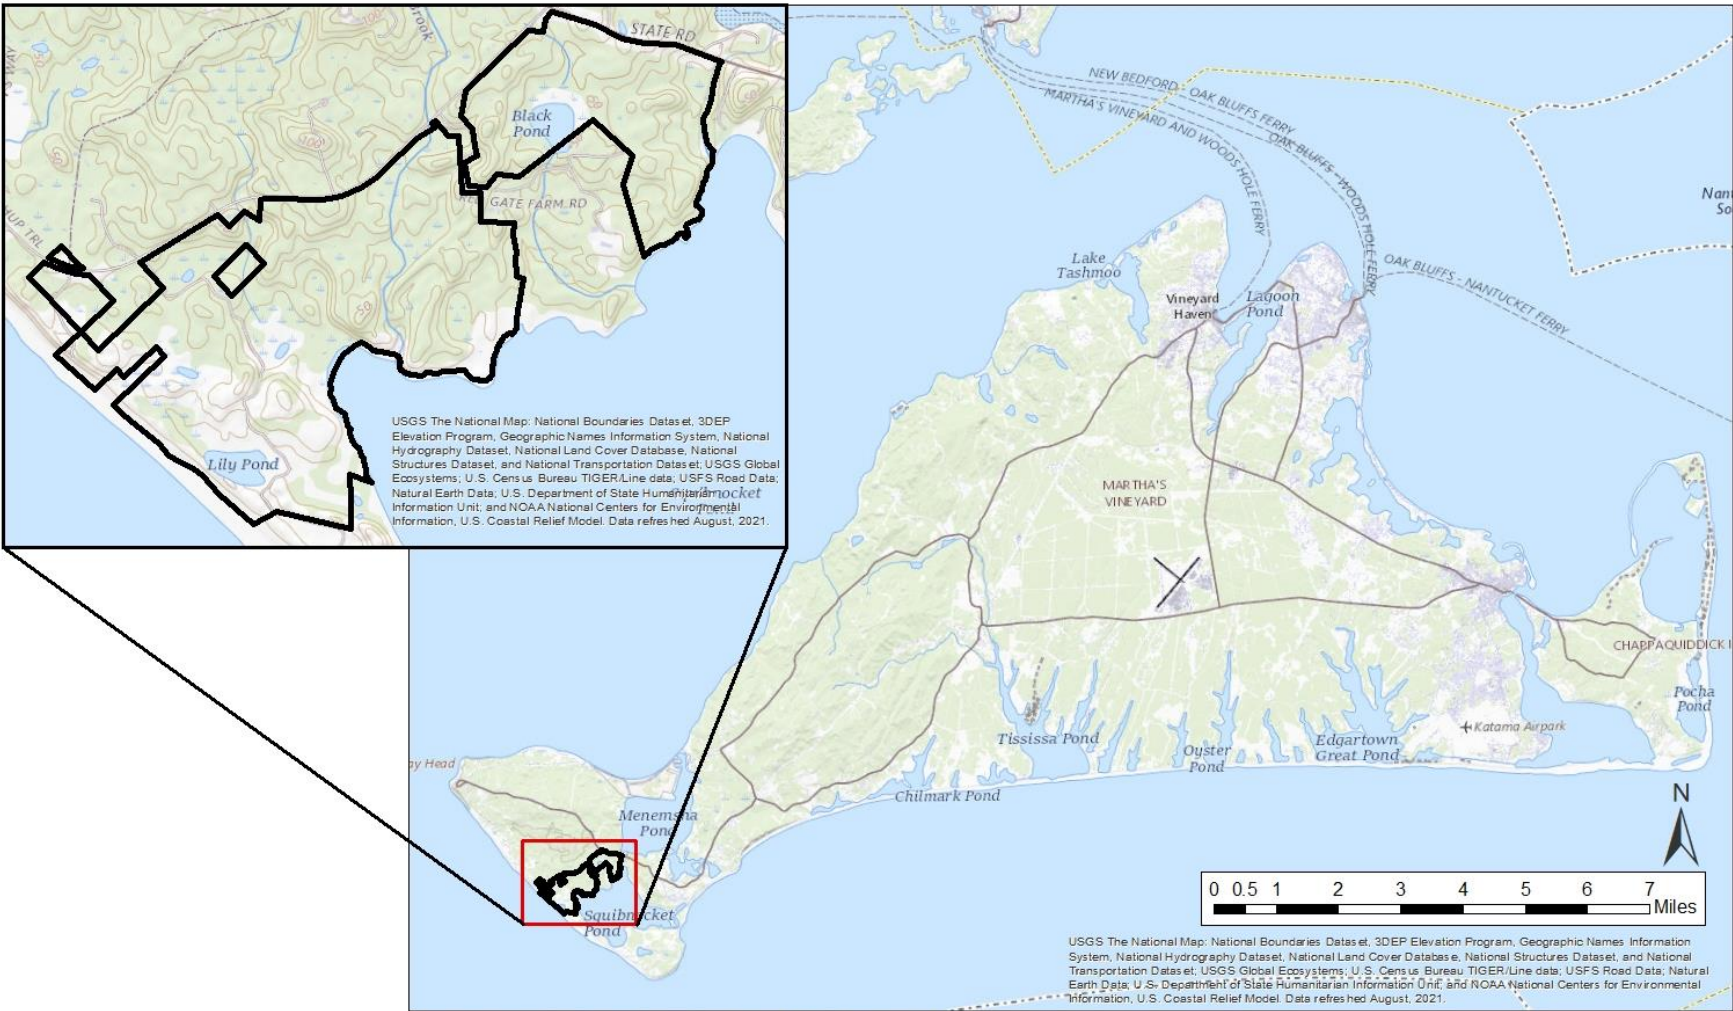 STATE RD
Brook
Black
Pond
GATE FARM RD
Lily Pond
USGS The National Map: National Boundaries Dataset, 3DEP
Elevation Program, Geographic Names Information System, National
Hydrography Dataset, National Land Cover Database, National
Structures Dataset, and National Transportation Dataset; USGS Global
Ecosystems; U.S. Census Bureau TIGER/Line data; USFS Road Data;
Natural Earth Data; U.S. Department of State Humanitarian
Information Unit; and NOAA National Centers for Environmental
Information, U.S. Coastal Relief Model. Data refreshed August, 2021.
100
50
50
NEW BEDFORD - OAK BLUFFS FERRY
MARTHA'S VINEYARD AND WOODS HOLE FERRY
OAK BLUFFS - WOODS HOLE FERRY
OAK BLUFFS - NANTUCKET FERRY
Lake
Tashmoo
Vineyard
Haven
Lagoon
Pond
MARTHA'S
VINEYARD
CHAPPAQUIDDICK I
Pocha
Pond
Katama Airpark
Tississa Pond
Oyster
Pond
Edgartown
Great Pond
Chilmark Pond
ay Head
Menemsha
Pond
Squibnocket
Pond
N
0 0.5 1 2 3 4 5 6 7
Miles
USGS The National Map: National Boundaries Dataset, 3DEP Elevation Program, Geographic Names Information
System, National Hydrography Dataset, National Land Cover Database, National Structures Dataset, and National
Transportation Dataset; USGS Global Ecosystems; U.S. Census Bureau TIGER/Line data; USFS Road Data; Natural
Earth Data; U.S. Department of State Humanitarian Information Unit; and NOAA National Centers for Environmental
Information, U.S. Coastal Relief Model. Data refreshed August, 2021.